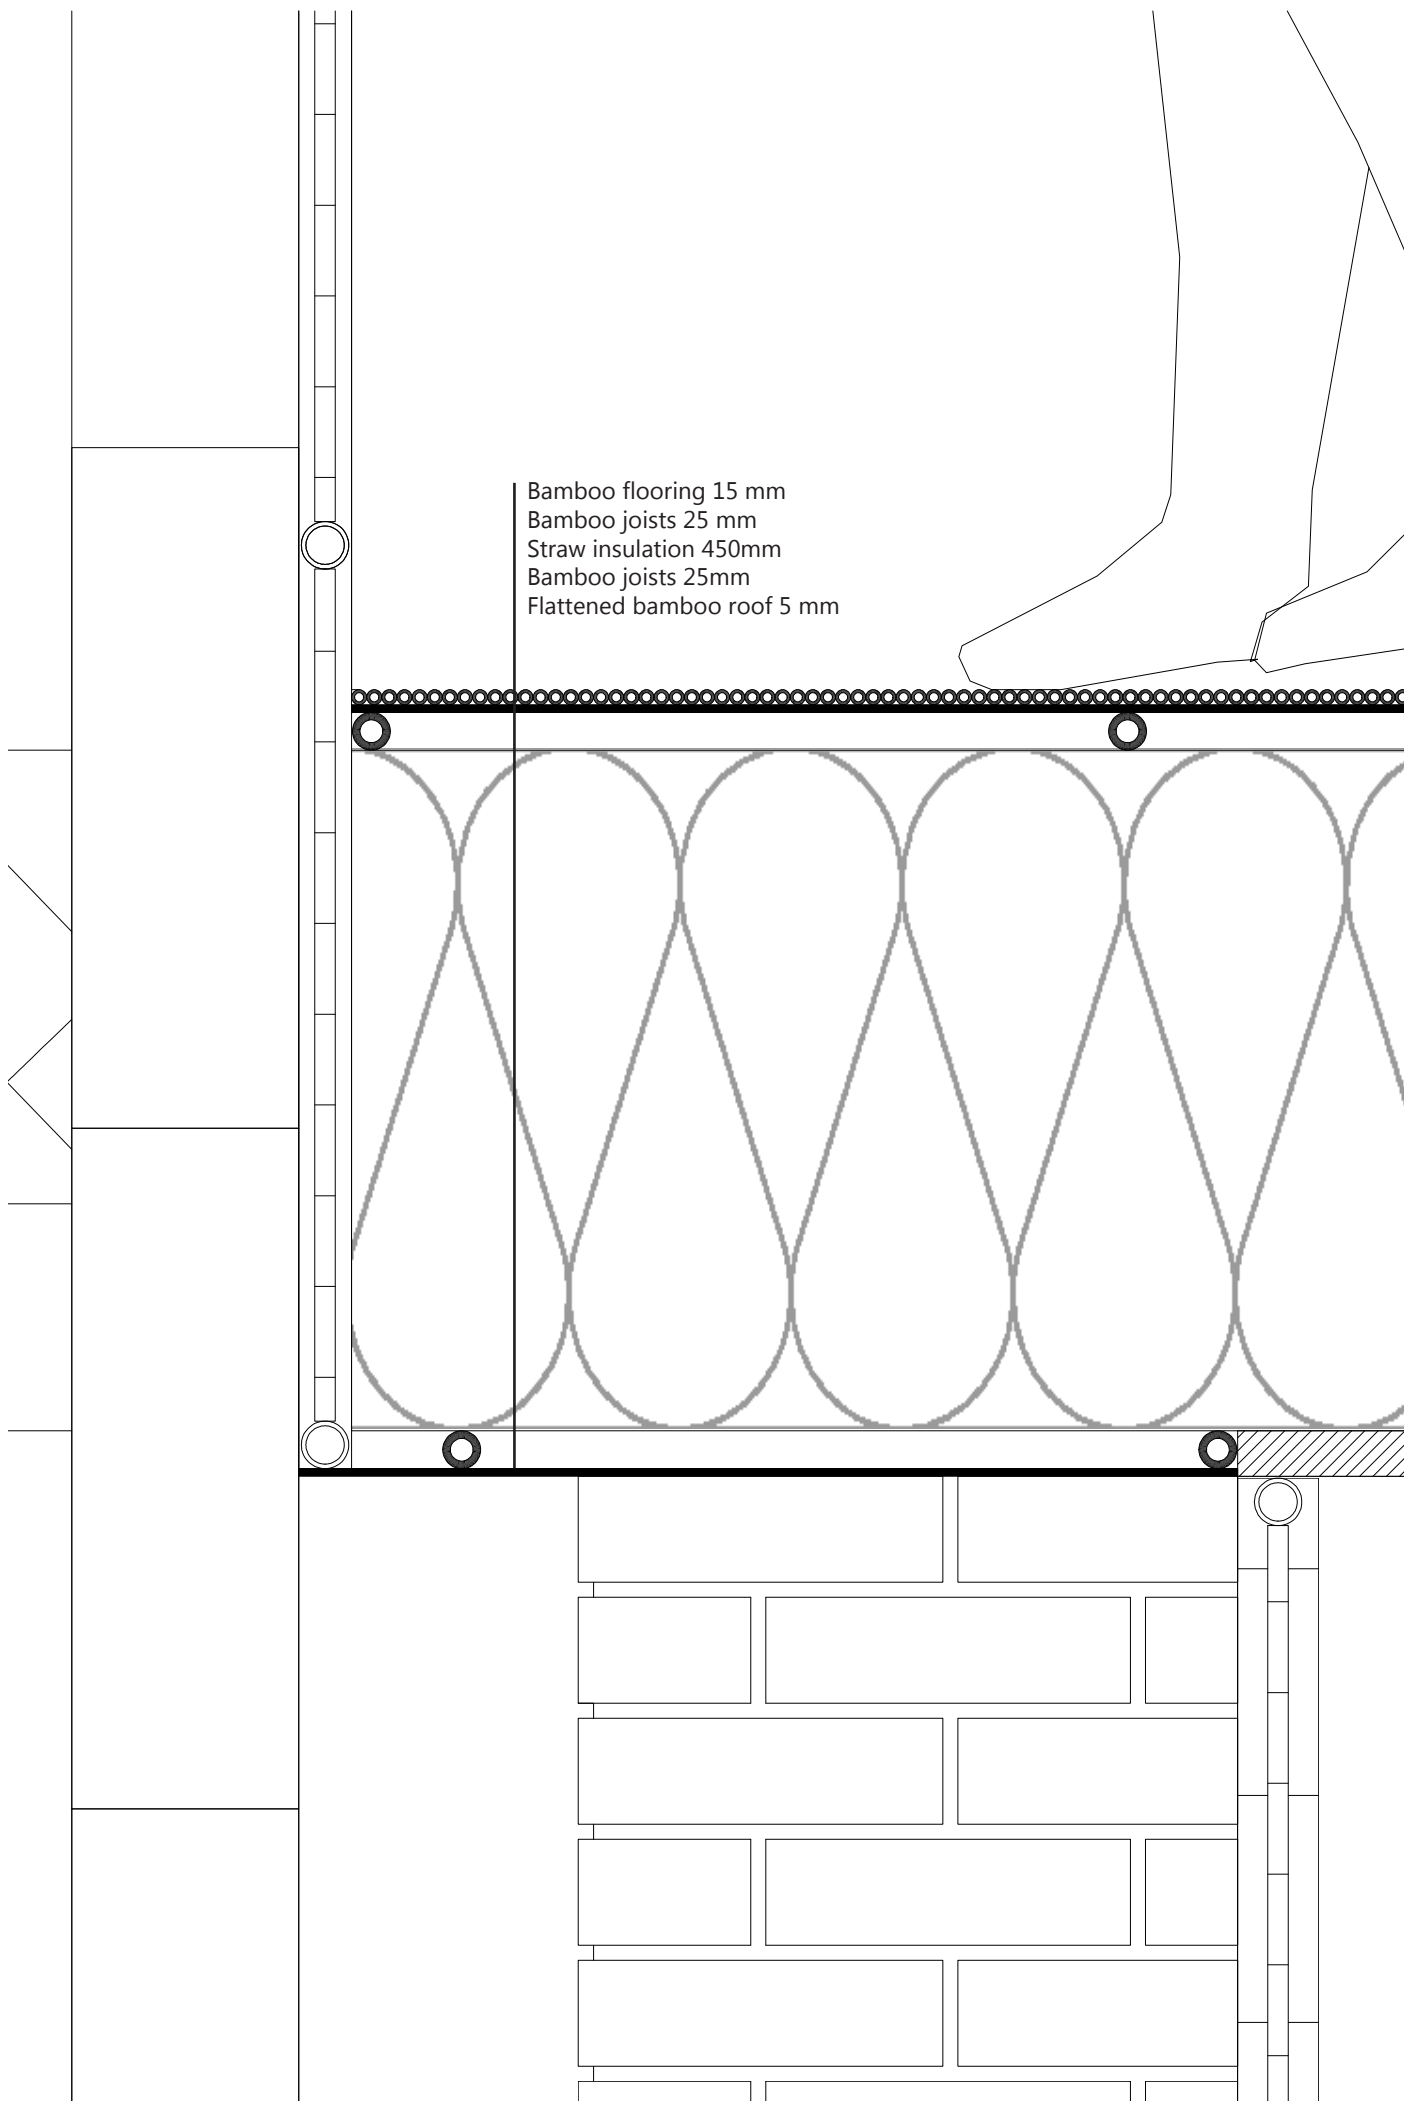 Bamboo flooring 15 mm
Bamboo joists 25 mm
Straw insulation 450mm
Bamboo joists 25mm
Flattened bamboo roof 5 mm